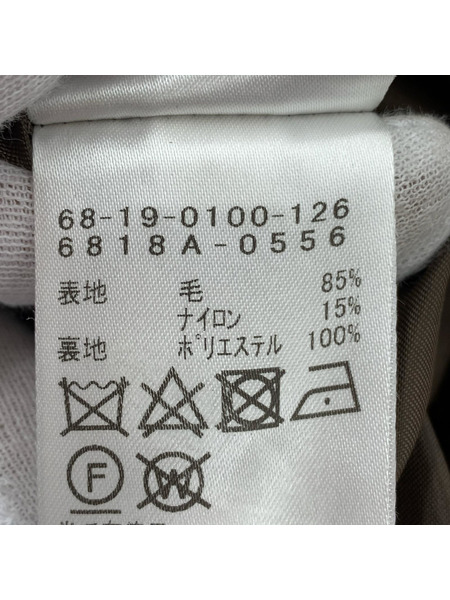 68-19-0100-126
6818A-0556
表地 毛 85%
ナイロン 15%
裏地 ポリエステル 100%
F W